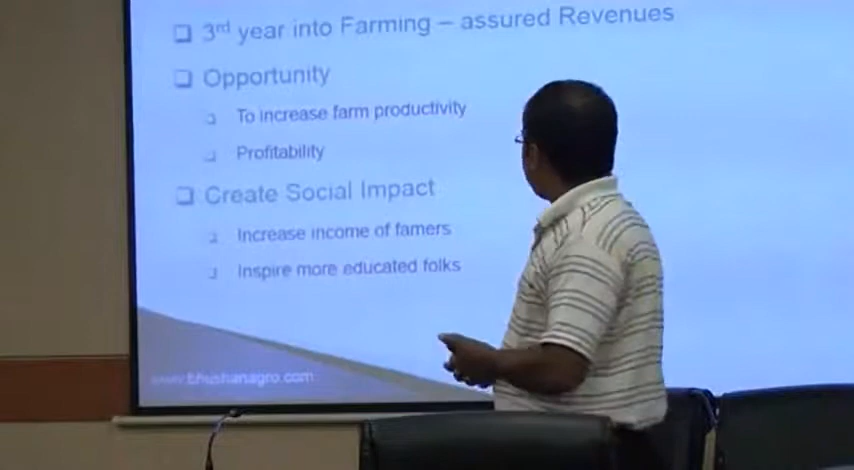 3rd year into Farming – assured Revenues
Opportunity
To increase farm productivity
Profitability
Create Social Impact
Increase income of famers
Inspire more educated folks
www.bhushanagro.com